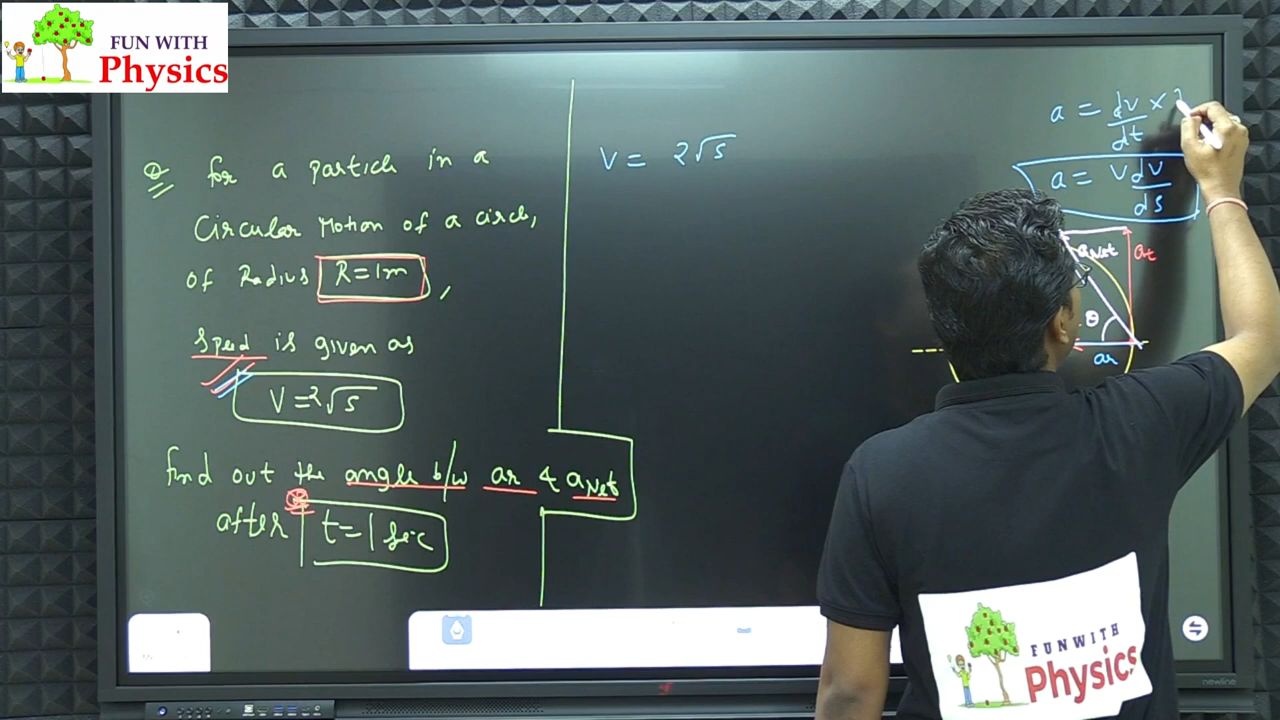 FUN WITH
Physics
Q for a particle in a
Circular Motion of a circle,
of Radius R=1m,
Speed is given as
V=2√s
find out the angle b/w ar & aNet
after t=1 sec
V = 2√s
a = dv/dt ×
a = v dv/ds
aNet
at
θ
ar
FUN WITH
Physics
newline